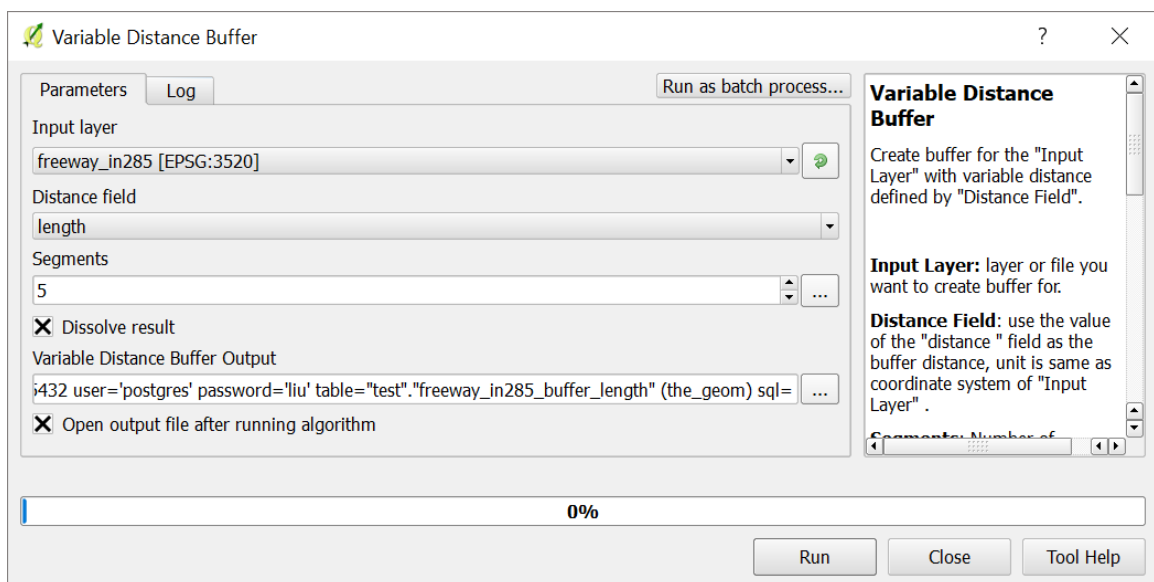 Variable Distance Buffer
?
Parameters
Log
Run as batch process...
Input layer
freeway_in285 [EPSG:3520]
Distance field
length
Segments
5
...
Dissolve result
Variable Distance Buffer Output
5432 user='postgres' password='liu' table="test"."freeway_in285_buffer_length" (the_geom) sql=
...
Open output file after running algorithm
Variable Distance
Buffer
Create buffer for the "Input
Layer" with variable distance
defined by "Distance Field".
Input Layer: layer or file you
want to create buffer for.
Distance Field: use the value
of the "distance " field as the
buffer distance, unit is same as
coordinate system of "Input
Layer" .
Segments: Number of
0%
Run
Close
Tool Help